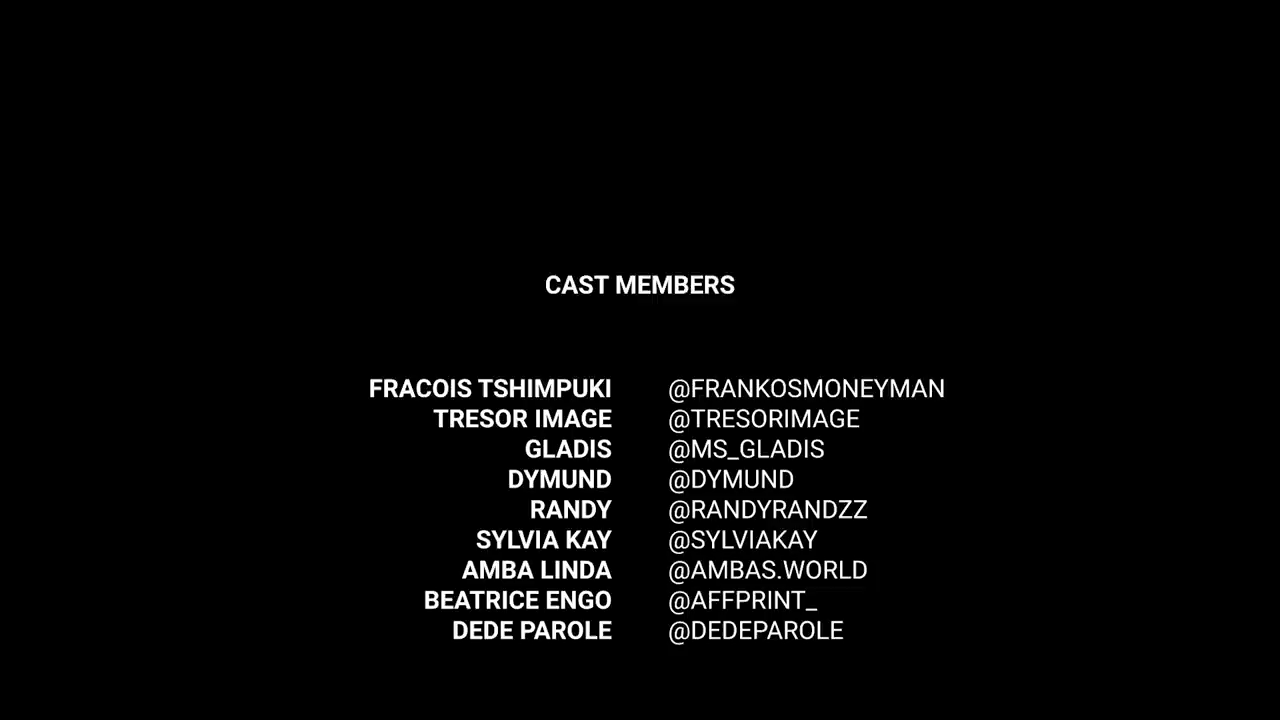 CAST MEMBERS
FRACOIS TSHIMPUKI @FRANKOSMONEYMAN
TRESOR IMAGE @TRESORIMAGE
GLADIS @MS_GLADIS
DYMUND @DYMUND
RANDY @RANDYRANDZZ
SYLVIA KAY @SYLVIAKAY
AMBA LINDA @AMBAS.WORLD
BEATRICE ENGO @AFFPRINT_
DEDE PAROLE @DEDEPAROLE